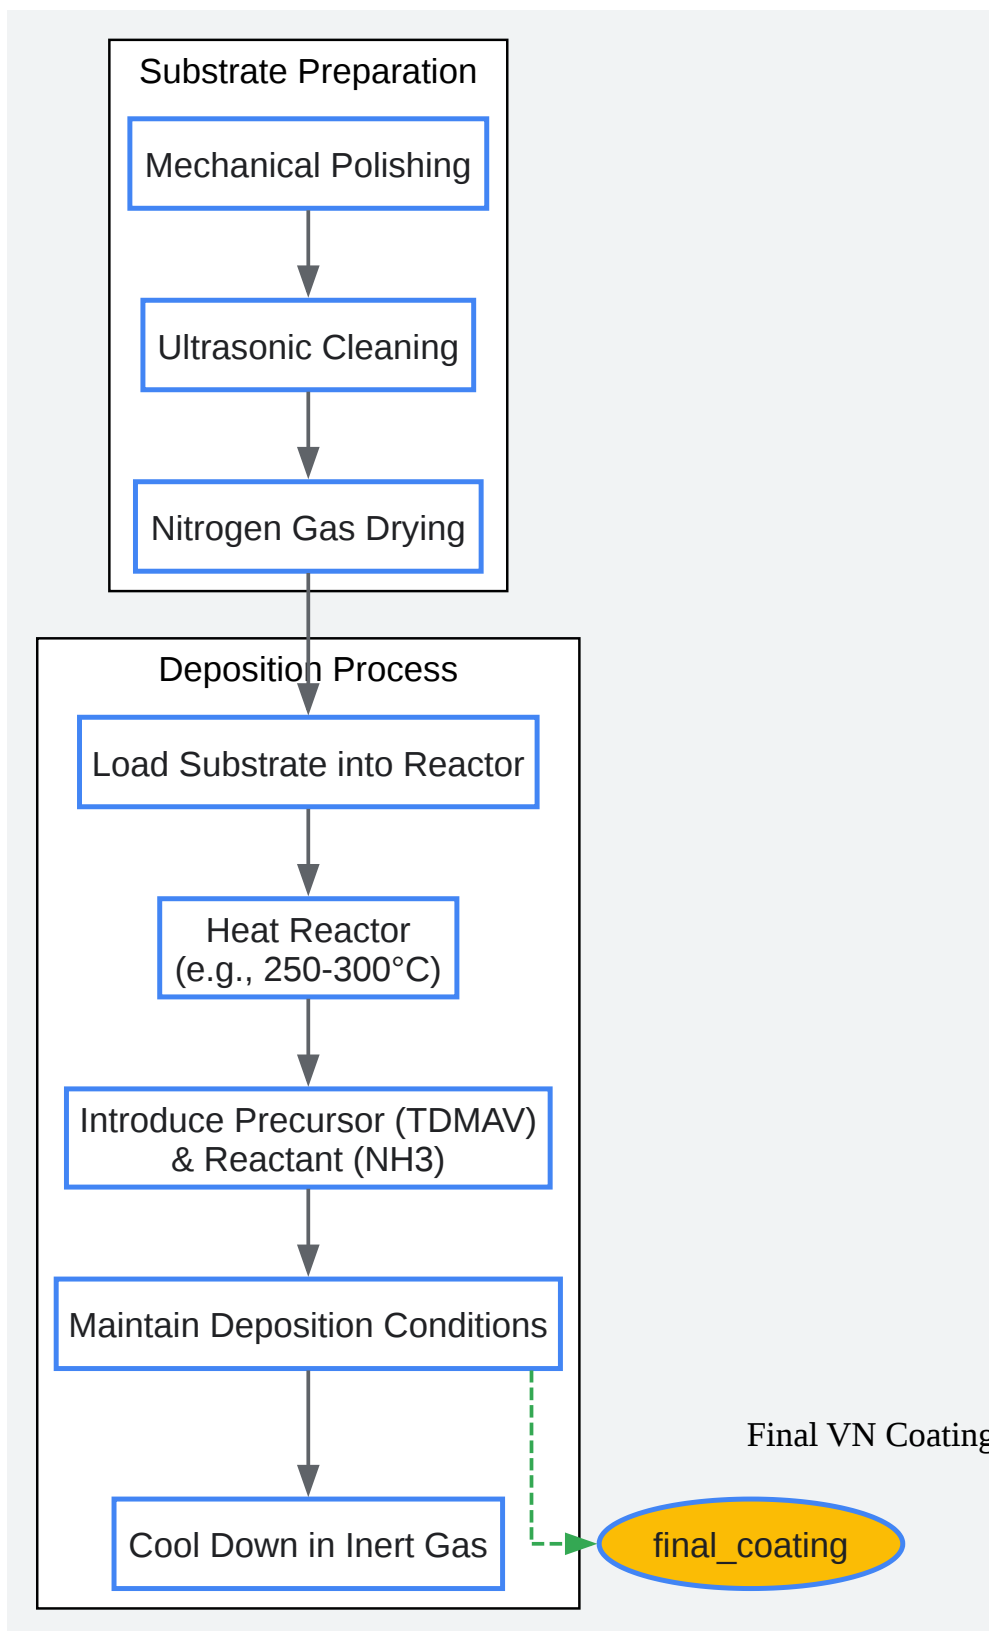 Substrate Preparation
Mechanical Polishing
Ultrasonic Cleaning
Nitrogen Gas Drying
Deposition Process
Load Substrate into Reactor
Heat Reactor
(e.g., 250-300°C)
Introduce Precursor (TDMAV)
& Reactant (NH3)
Maintain Deposition Conditions
Final VN Coating
Cool Down in Inert Gas
final_coating